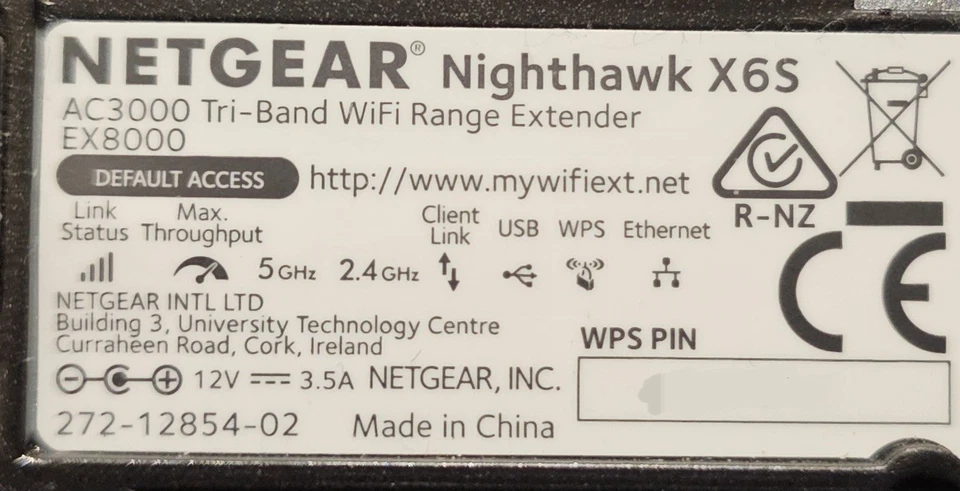 NETGEAR® Nighthawk X6S
AC3000 Tri-Band WiFi Range Extender
EX8000
DEFAULT ACCESS http://www.mywifiext.net
R-NZ
Link Status
Max. Throughput
5GHz
2.4GHz
Client Link
USB
WPS
Ethernet
CE
NETGEAR INTL LTD
Building 3, University Technology Centre
Curraheen Road, Cork, Ireland
WPS PIN
12V 3.5A NETGEAR, INC.
272-12854-02 Made in China